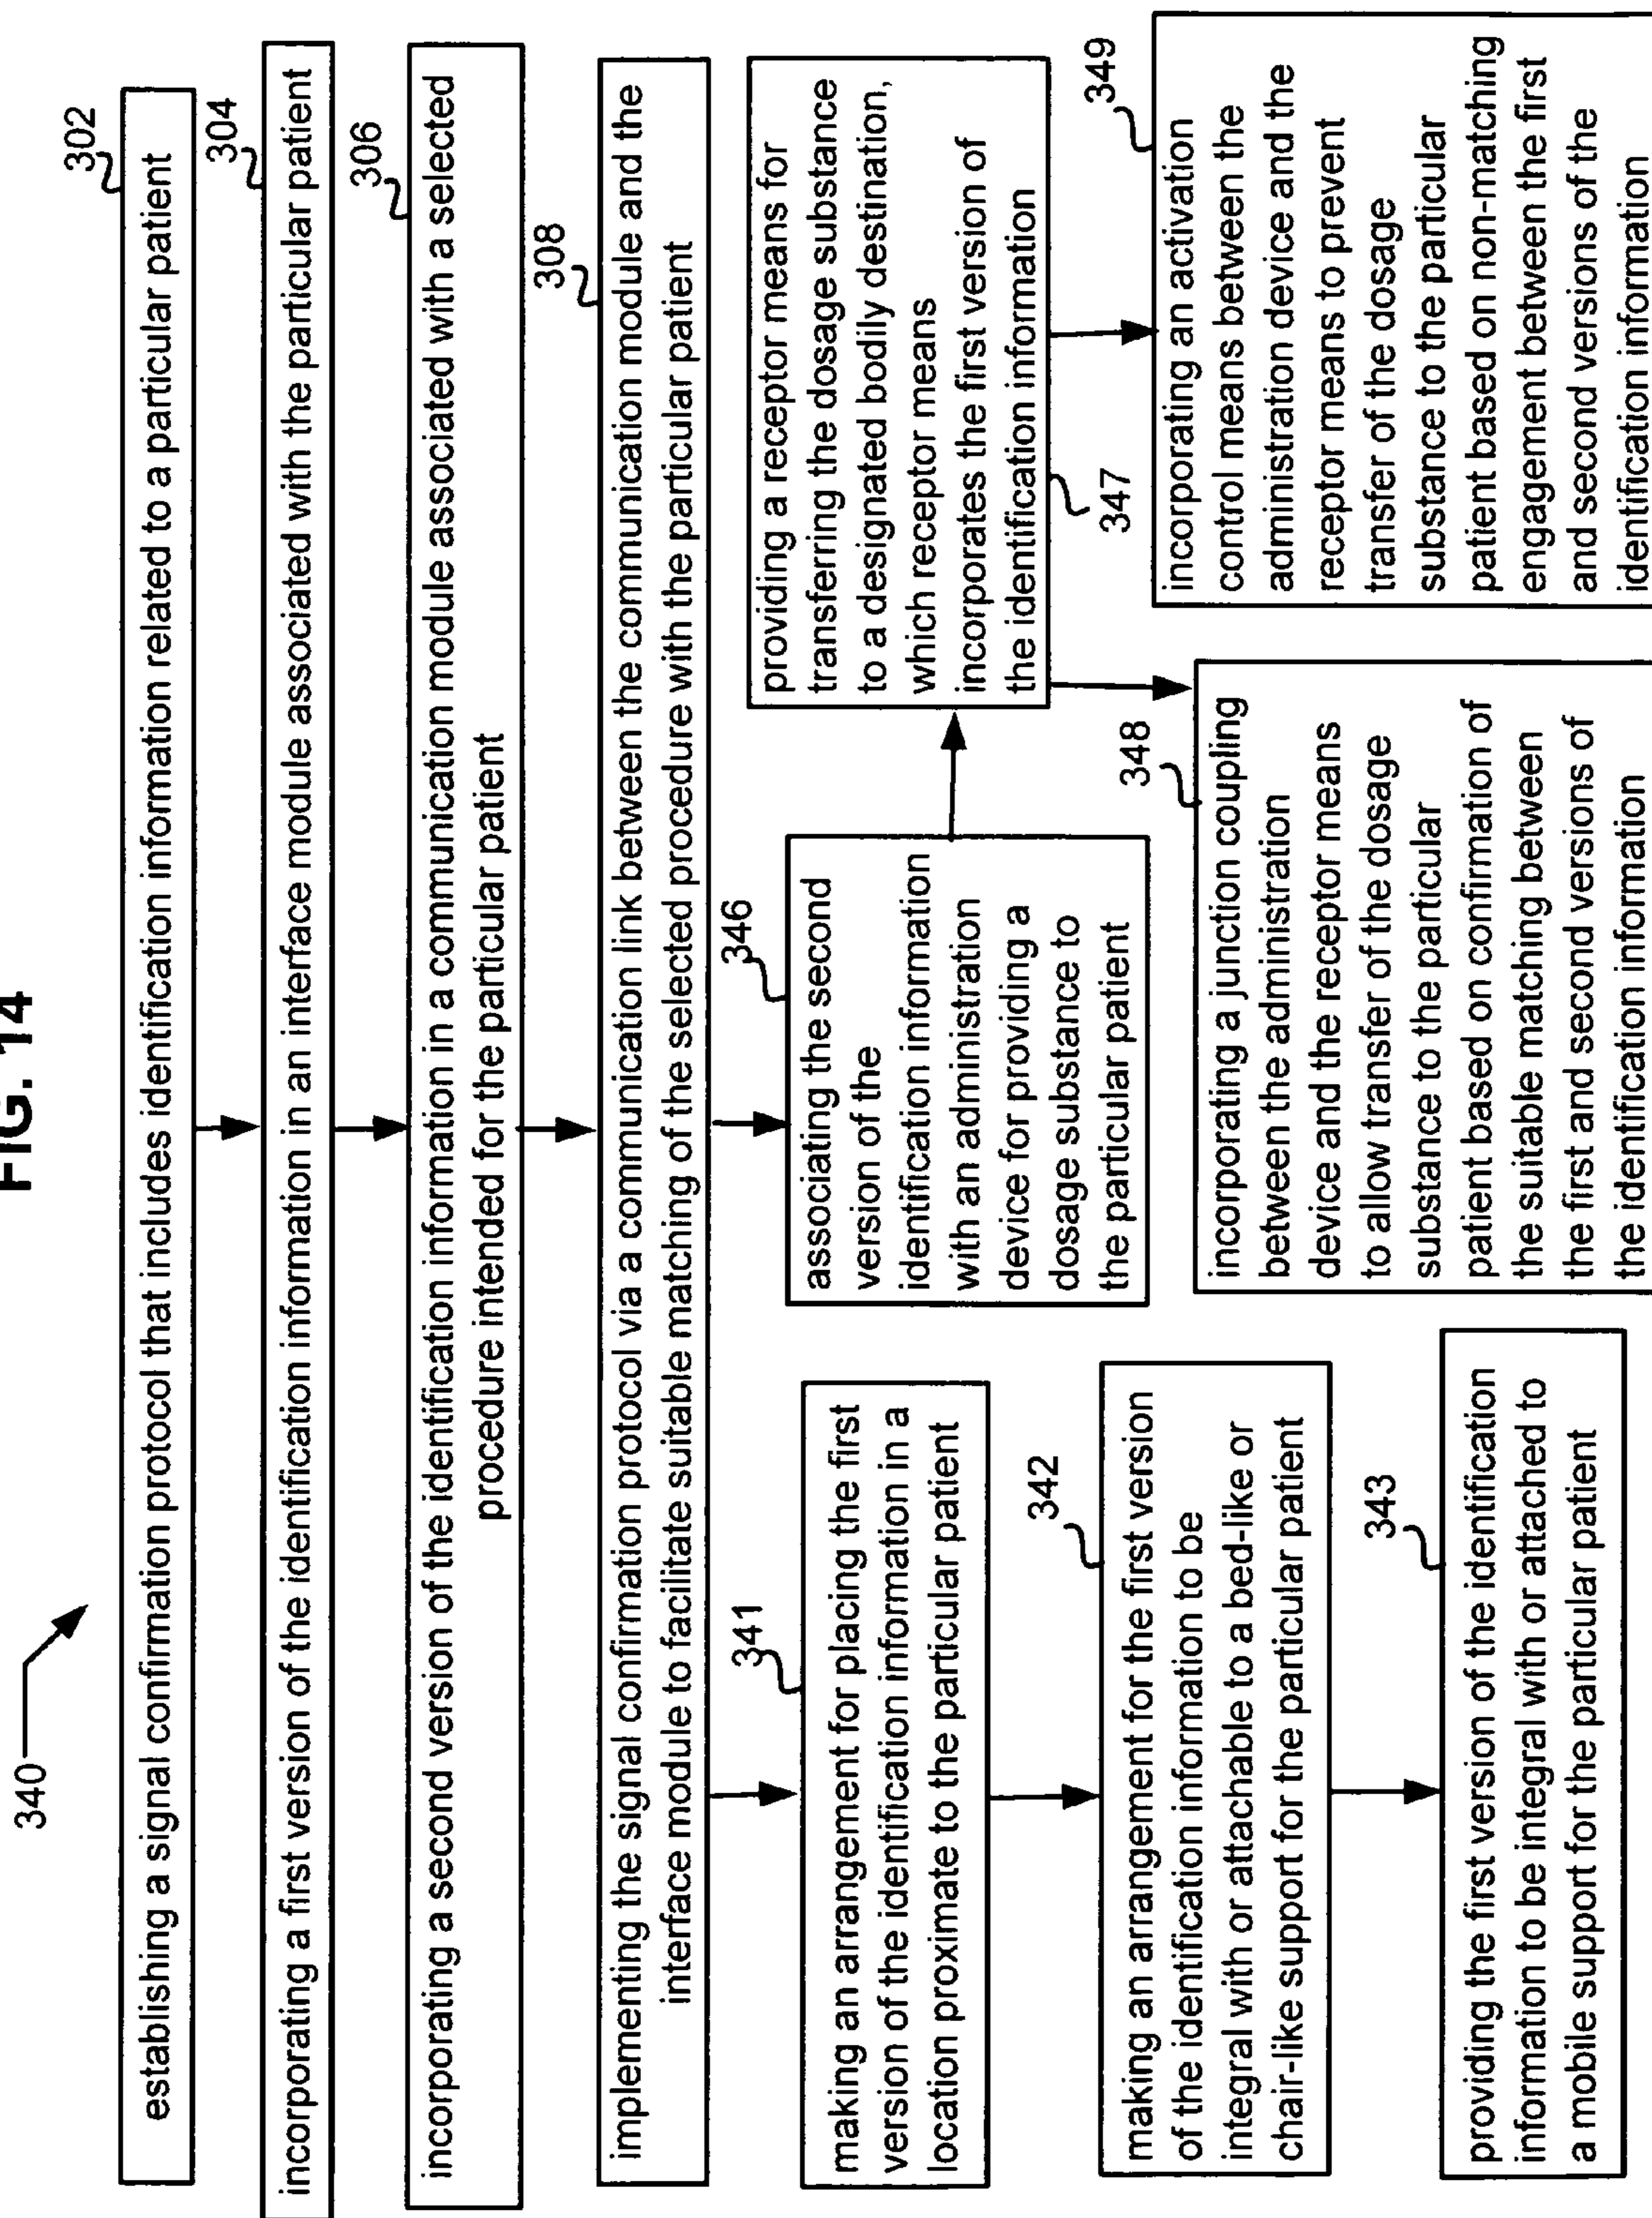 FIG. 14
340
302
establishing a signal confirmation protocol that includes identification information related to a particular patient
304
incorporating a first version of the identification information in an interface module associated with the particular patient
306
incorporating a second version of the identification information in a communication module associated with a selected
procedure intended for the particular patient
308
implementing the signal confirmation protocol via a communication link between the communication module and the
interface module to facilitate suitable matching of the selected procedure with the particular patient
341
making an arrangement for placing the first
version of the identification information in a
location proximate to the particular patient
342
making an arrangement for the first version
of the identification information to be
integral with or attachable to a bed-like or
chair-like support for the particular patient
343
providing the first version of the identification
information to be integral with or attached to
a mobile support for the particular patient
346
associating the second
version of the
identification information
with an administration
device for providing a
dosage substance to
the particular patient
providing a receptor means for
transferring the dosage substance
to a designated bodily destination,
which receptor means
incorporates the first version of
the identification information
347
348
incorporating a junction coupling
between the administration
device and the receptor means
to allow transfer of the dosage
substance to the particular
patient based on confirmation of
the suitable matching between
the first and second versions of
the identification information
349
incorporating an activation
control means between the
administration device and the
receptor means to prevent
transfer of the dosage
substance to the particular
patient based on non-matching
engagement between the first
and second versions of the
identification information